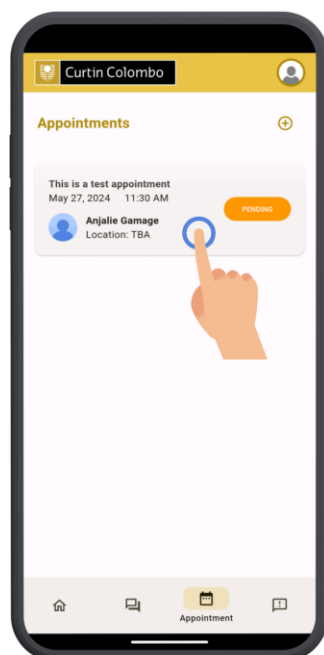 Curtin Colombo
Appointments
This is a test appointment
May 27, 2024 11:30 AM
PENDING
Anjalie Gamage
Location: TBA
Appointment